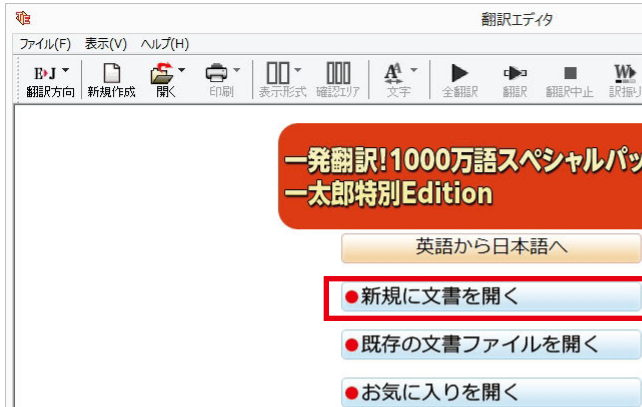 翻訳エディタ
ファイル(F) 表示(V) ヘルプ(H)
E▸J
翻訳方向 新規作成 開く 印刷 表示形式 確認エリア 文字 全翻訳 翻訳 翻訳中止 訳振り
一発翻訳!1000万語スペシャルパッ
一太郎特別Edition
英語から日本語へ
●新規に文書を開く
●既存の文書ファイルを開く
●お気に入りを開く